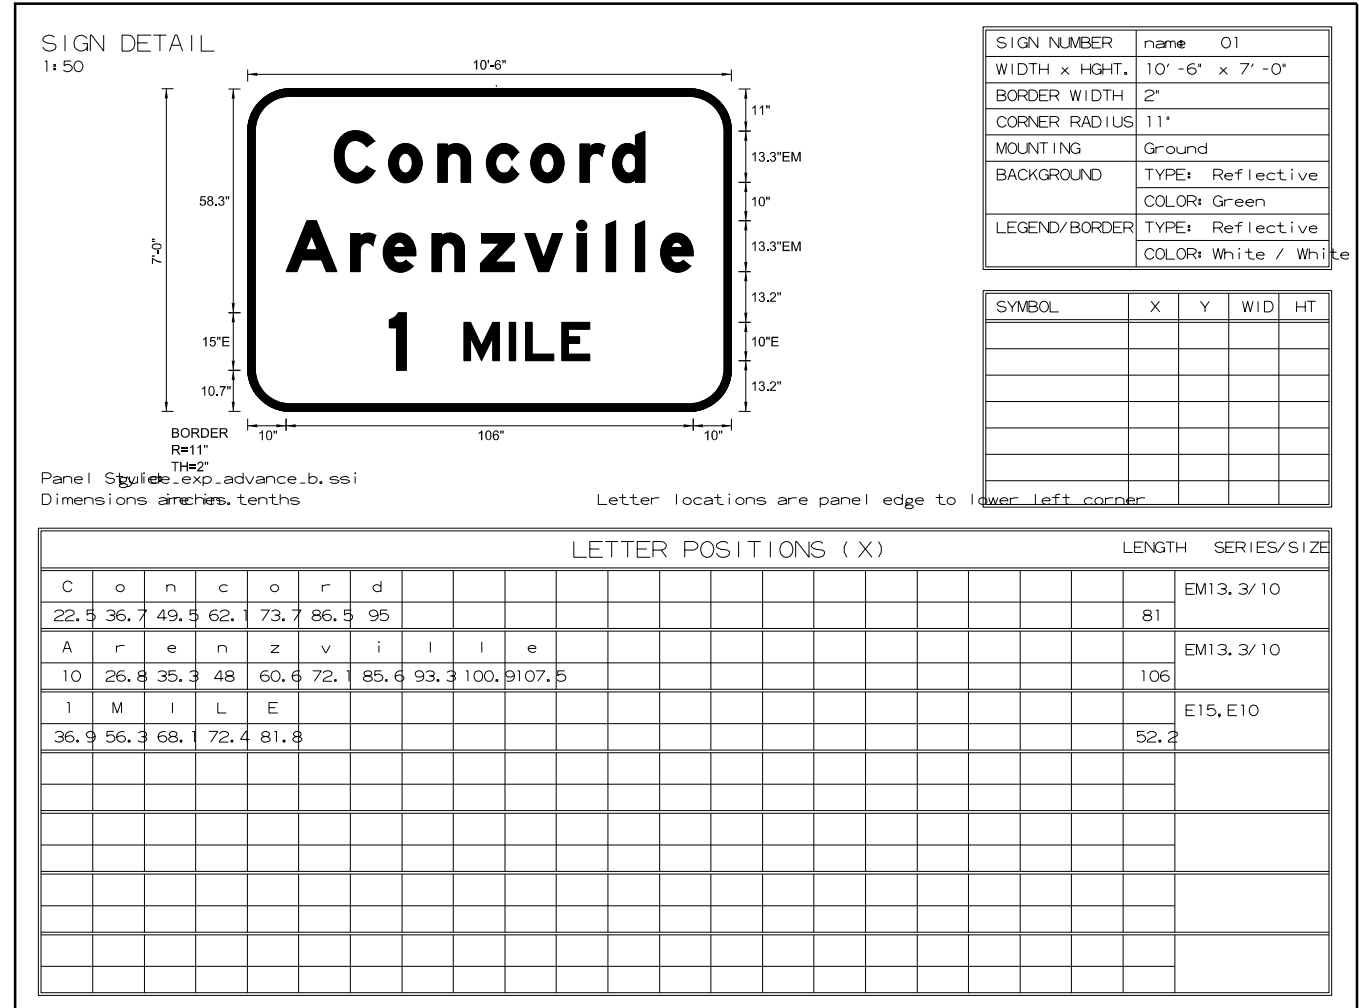 SIGN DETAIL
1:50
10'-6"
7'-0"
58.3"
15"E
10.7"
Concord
Arenzville
1 MILE
11"
13.3"EM
10"
13.3"EM
13.2"
10"E
13.2"
10" 106" 10"
BORDER
R=11"
TH=2"
SIGN NUMBER name 01
WIDTH x HGHT. 10'-6" x 7'-0"
BORDER WIDTH 2"
CORNER RADIUS 11"
MOUNTING Ground
BACKGROUND TYPE: Reflective
COLOR: Green
LEGEND/BORDER TYPE: Reflective
COLOR: White / White
SYMBOL X Y WID HT
Panel Style: guide_exp_advance_b.ssi
Dimensions are in inches.tenths
Letter locations are panel edge to lower left corner
LETTER POSITIONS (X) LENGTH SERIES/SIZE
C o n c o r d EM13.3/10
22.5 36.7 49.5 62.1 73.7 86.5 95 81
A r e n z v i l l e EM13.3/10
10 26.8 35.3 48 60.6 72.1 85.6 93.3 100.9 107.5 106
1 M I L E E15,E10
36.9 56.3 68.1 72.4 81.8 52.2